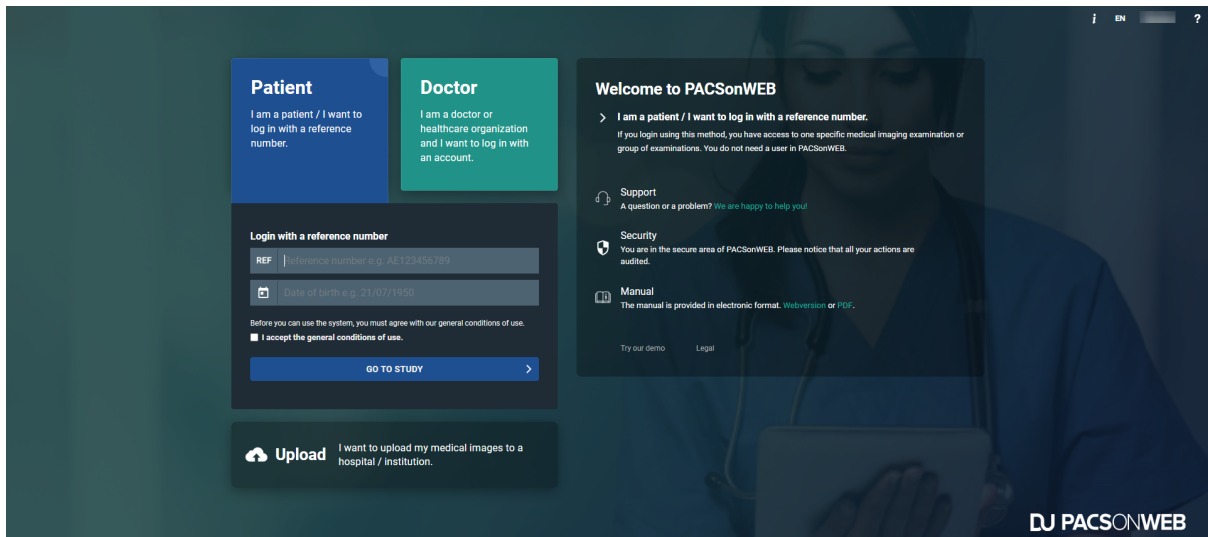 i EN ?
Patient
I am a patient / I want to
log in with a reference
number.
Doctor
I am a doctor or
healthcare organization
and I want to log in with
an account.
Login with a reference number
REF Reference number e.g. AE123456789
Date of birth e.g. 21/07/1950
Before you can use the system, you must agree with our general conditions of use.
I accept the general conditions of use.
GO TO STUDY
Upload
I want to upload my medical images to a
hospital / institution.
Welcome to PACSonWEB
I am a patient / I want to log in with a reference number.
If you login using this method, you have access to one specific medical imaging examination or
group of examinations. You do not need a user in PACSonWEB.
Support
A question or a problem? We are happy to help you!
Security
You are in the secure area of PACSonWEB. Please notice that all your actions are
audited.
Manual
The manual is provided in electronic format. Webversion or PDF.
Try our demo Legal
PACSONWEB